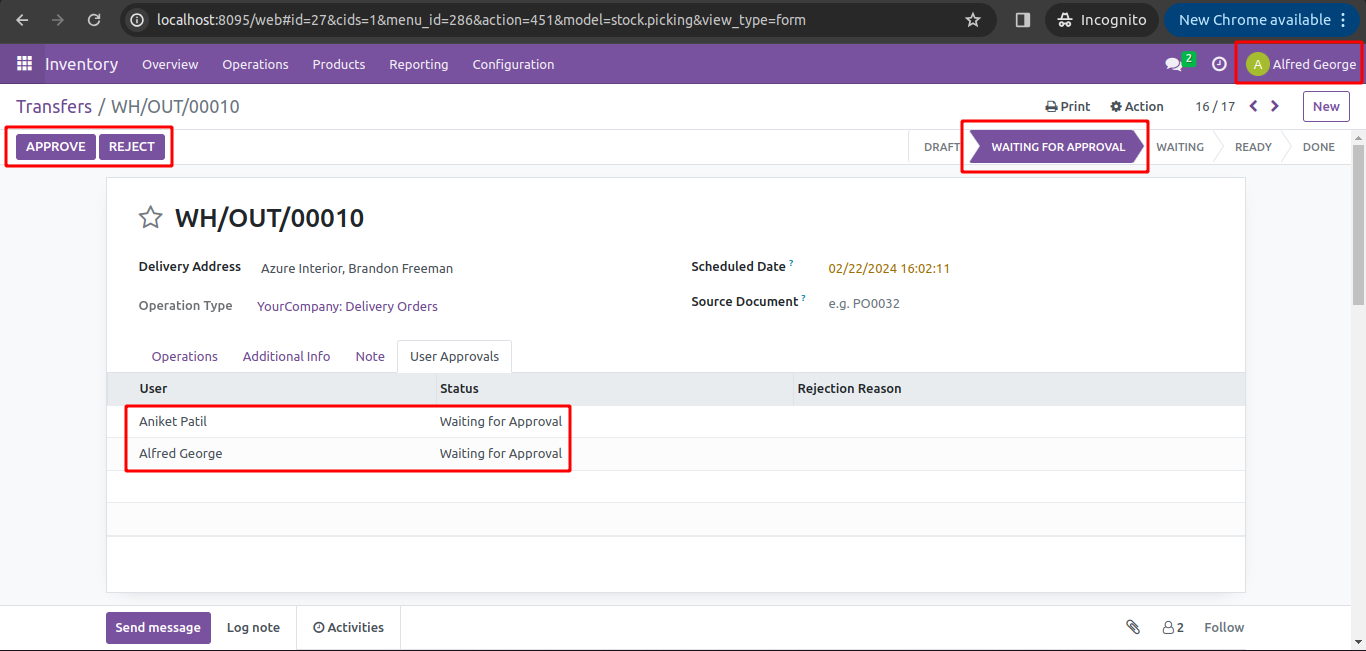 localhost:8095/web#id=27&cids=1&menu_id=286&action=451&model=stock.picking&view_type=form
Incognito
New Chrome available
Inventory Overview Operations Products Reporting Configuration
2
A Alfred George
Transfers / WH/OUT/00010
Print Action 16 / 17 New
APPROVE REJECT
DRAFT WAITING FOR APPROVAL WAITING READY DONE
WH/OUT/00010
Delivery Address Azure Interior, Brandon Freeman
Scheduled Date ? 02/22/2024 16:02:11
Operation Type YourCompany: Delivery Orders
Source Document ? e.g. PO0032
Operations Additional Info Note User Approvals
User Status Rejection Reason
Aniket Patil Waiting for Approval
Alfred George Waiting for Approval
Send message Log note Activities
2 Follow